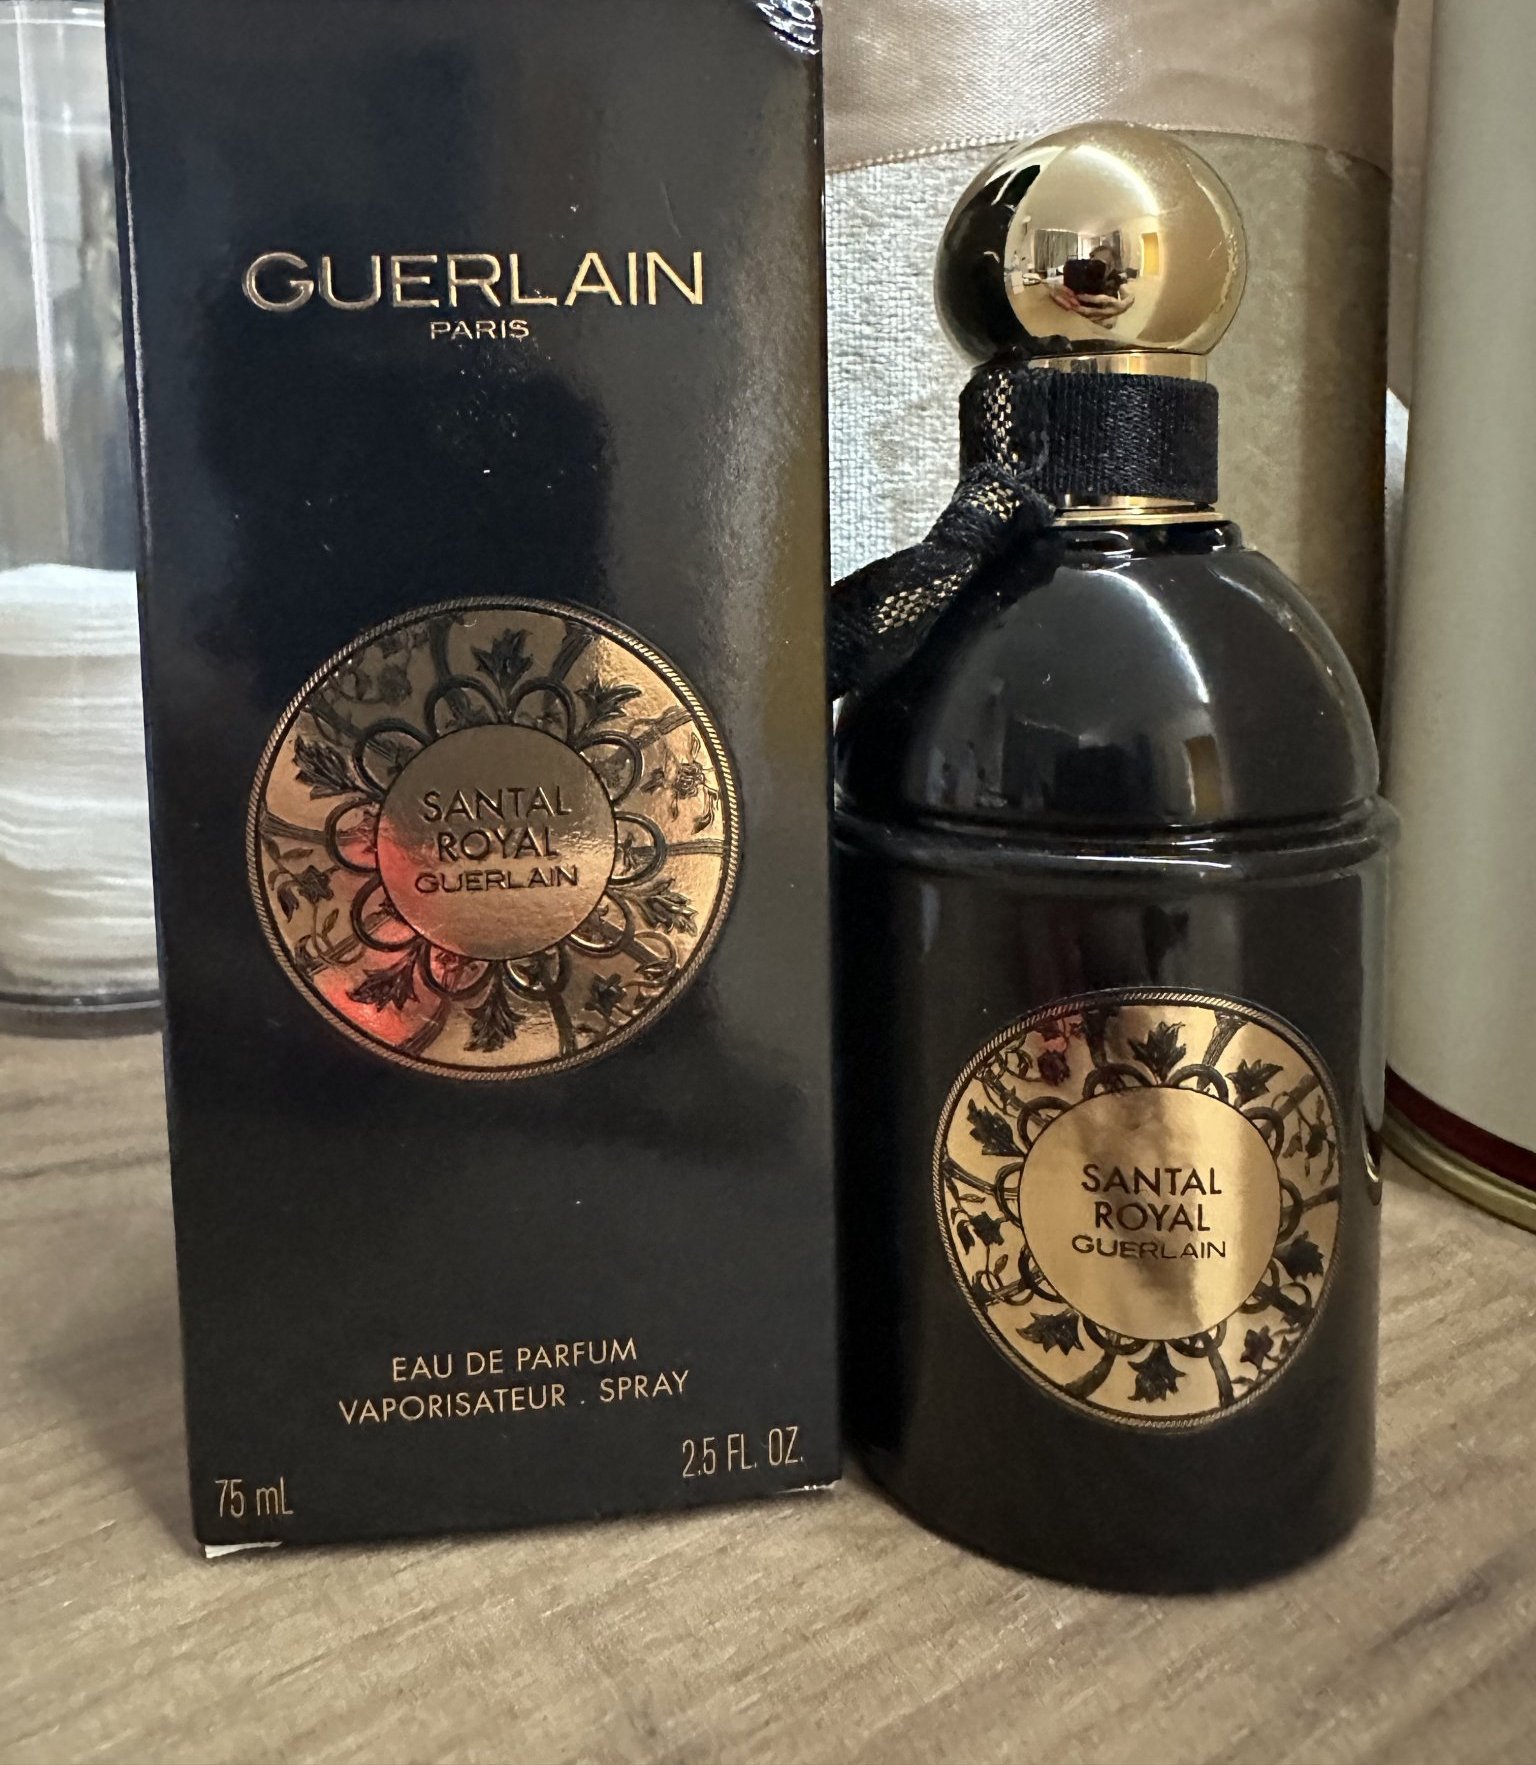 GUERLAIN
PARIS
SANTAL
ROYAL
GUERLAIN
EAU DE PARFUM
VAPORISATEUR . SPRAY
75 mL
2.5 FL. OZ.
SANTAL
ROYAL
GUERLAIN